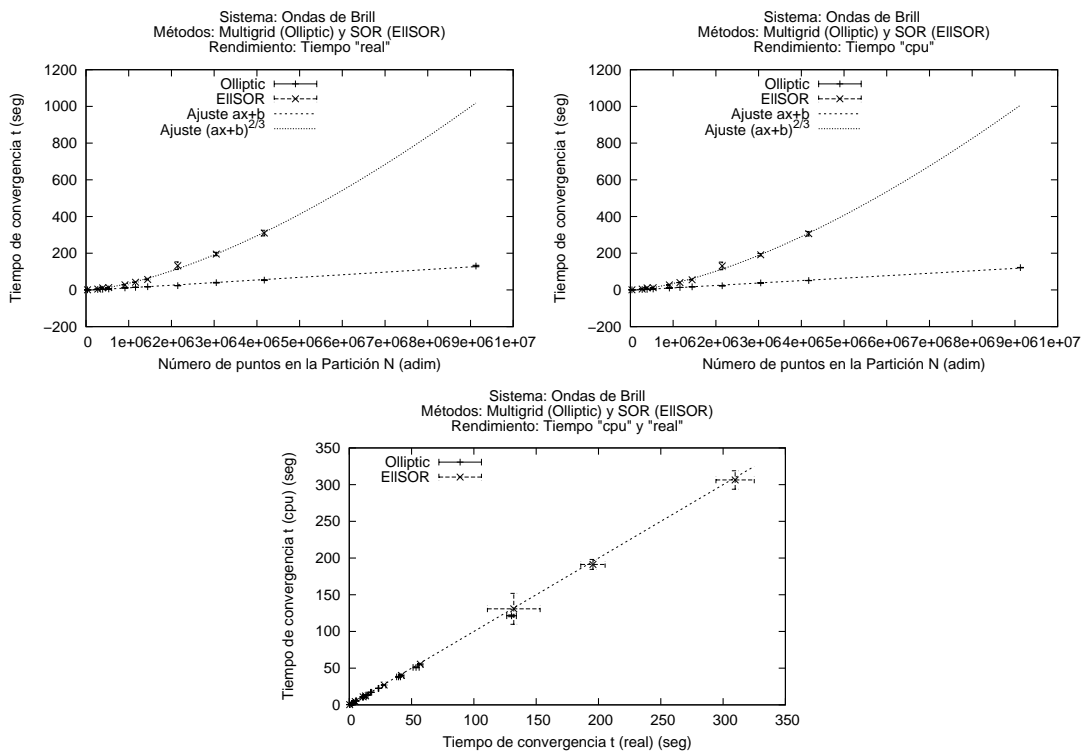 Sistema: Ondas de Brill
Métodos: Multigrid (Olliptic) y SOR (EllSOR)
Rendimiento: Tiempo "real"
1200
1000
800
600
400
200
0
−200
Tiempo de convergencia t (seg)
Olliptic
EllSOR
Ajuste ax+b
Ajuste (ax+b)^2/3
0 1e+062e+063e+064e+065e+066e+067e+068e+069e+061e+07
Número de puntos en la Partición N (adim)
Sistema: Ondas de Brill
Métodos: Multigrid (Olliptic) y SOR (EllSOR)
Rendimiento: Tiempo "cpu"
1200
1000
800
600
400
200
0
−200
Tiempo de convergencia t (seg)
Olliptic
EllSOR
Ajuste ax+b
Ajuste (ax+b)^2/3
0 1e+062e+063e+064e+065e+066e+067e+068e+069e+061e+07
Número de puntos en la Partición N (adim)
Sistema: Ondas de Brill
Métodos: Multigrid (Olliptic) y SOR (EllSOR)
Rendimiento: Tiempo "cpu" y "real"
350
300
250
200
150
100
50
0
Tiempo de convergencia t (cpu) (seg)
Olliptic
EllSOR
0 50 100 150 200 250 300 350
Tiempo de convergencia t (real) (seg)